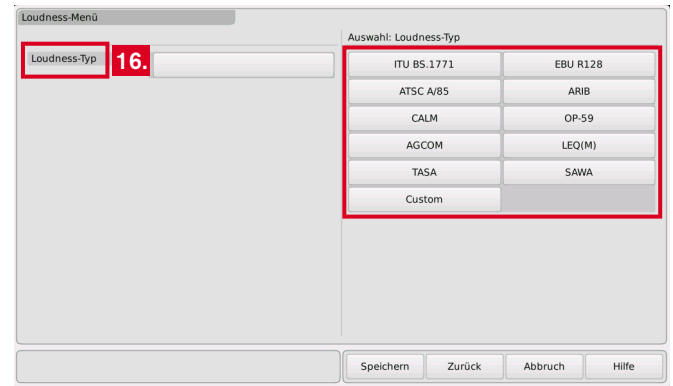 Loudness-Menü
Auswahl: Loudness-Typ
Loudness-Typ
16.
ITU BS.1771
EBU R128
ATSC A/85
ARIB
CALM
OP-59
AGCOM
LEQ(M)
TASA
SAWA
Custom
Speichern
Zurück
Abbruch
Hilfe